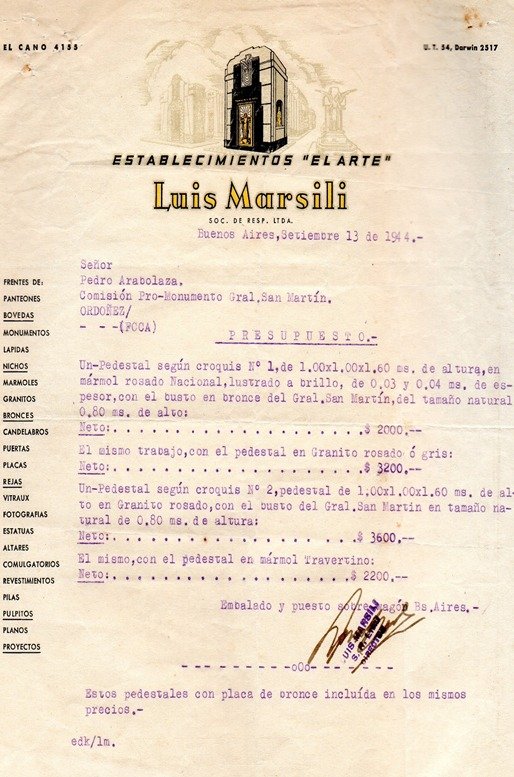 EL CANO 4155
U. T. 54, Darwin 2517
ESTABLECIMIENTOS "EL ARTE"
Luis Marsili
SOC. DE RESP. LTDA.
Buenos Aires,Setiembre 13 de 1944.-
Señor
Pedro Arabolaza,
Comisión Pro-Monumento Gral,San Martín.
ORDOÑEZ/
- - -(FCCA)
P R E S U P U E S T O.-
Un-Pedestal según croquis Nº 1,de 1.00x1.00x1.60 ms.de altura,en
mármol rosado Nacional,lustrado a brillo, de 0,03 y 0,04 ms.de es-
pesor,con el busto en bronce del Gral.San Martín,del tamaño natural
0.80 ms.de alto:
Neto:. . . . . . . . . . . . . . . . . . . . . .$ 2000.--
El mismo trabajo,con el pedestal en Granito rosado ó gris:
Neto:. . . . . . . . . . . . . . . . . . . . . .$ 3200.--
Un-Pedestal según croquis Nº 2,pedestal de 1.00x1.00x1.60 ms.de al-
to en Granito rosado,con el busto del Gral.San Martin en tamaño na-
tural de 0.80 ms.de altura:
Neto:. . . . . . . . . . . . . . . . . . . . . .$ 3600.--
El mismo,con el pedestal en mármol Travertino:
Neto:. . . . . . . . . . . . . . . . . . . . .$ 2200.--
Embalado y puesto sobre vagón Bs.Aires.-
LUIS MARSILI
DIRECTOR
- - - - - - - - -oOo- - - - - - - -
Estos pedestales con placa de bronce incluída en los mismos
precios.-
edk/lm.
FRENTES DE:
PANTEONES
BOVEDAS
MONUMENTOS
LAPIDAS
NICHOS
MARMOLES
GRANITOS
BRONCES
CANDELABROS
PUERTAS
PLACAS
REJAS
VITRAUX
FOTOGRAFIAS
ESTATUAS
ALTARES
COMULGATORIOS
REVESTIMIENTOS
PILAS
PULPITOS
PLANOS
PROYECTOS